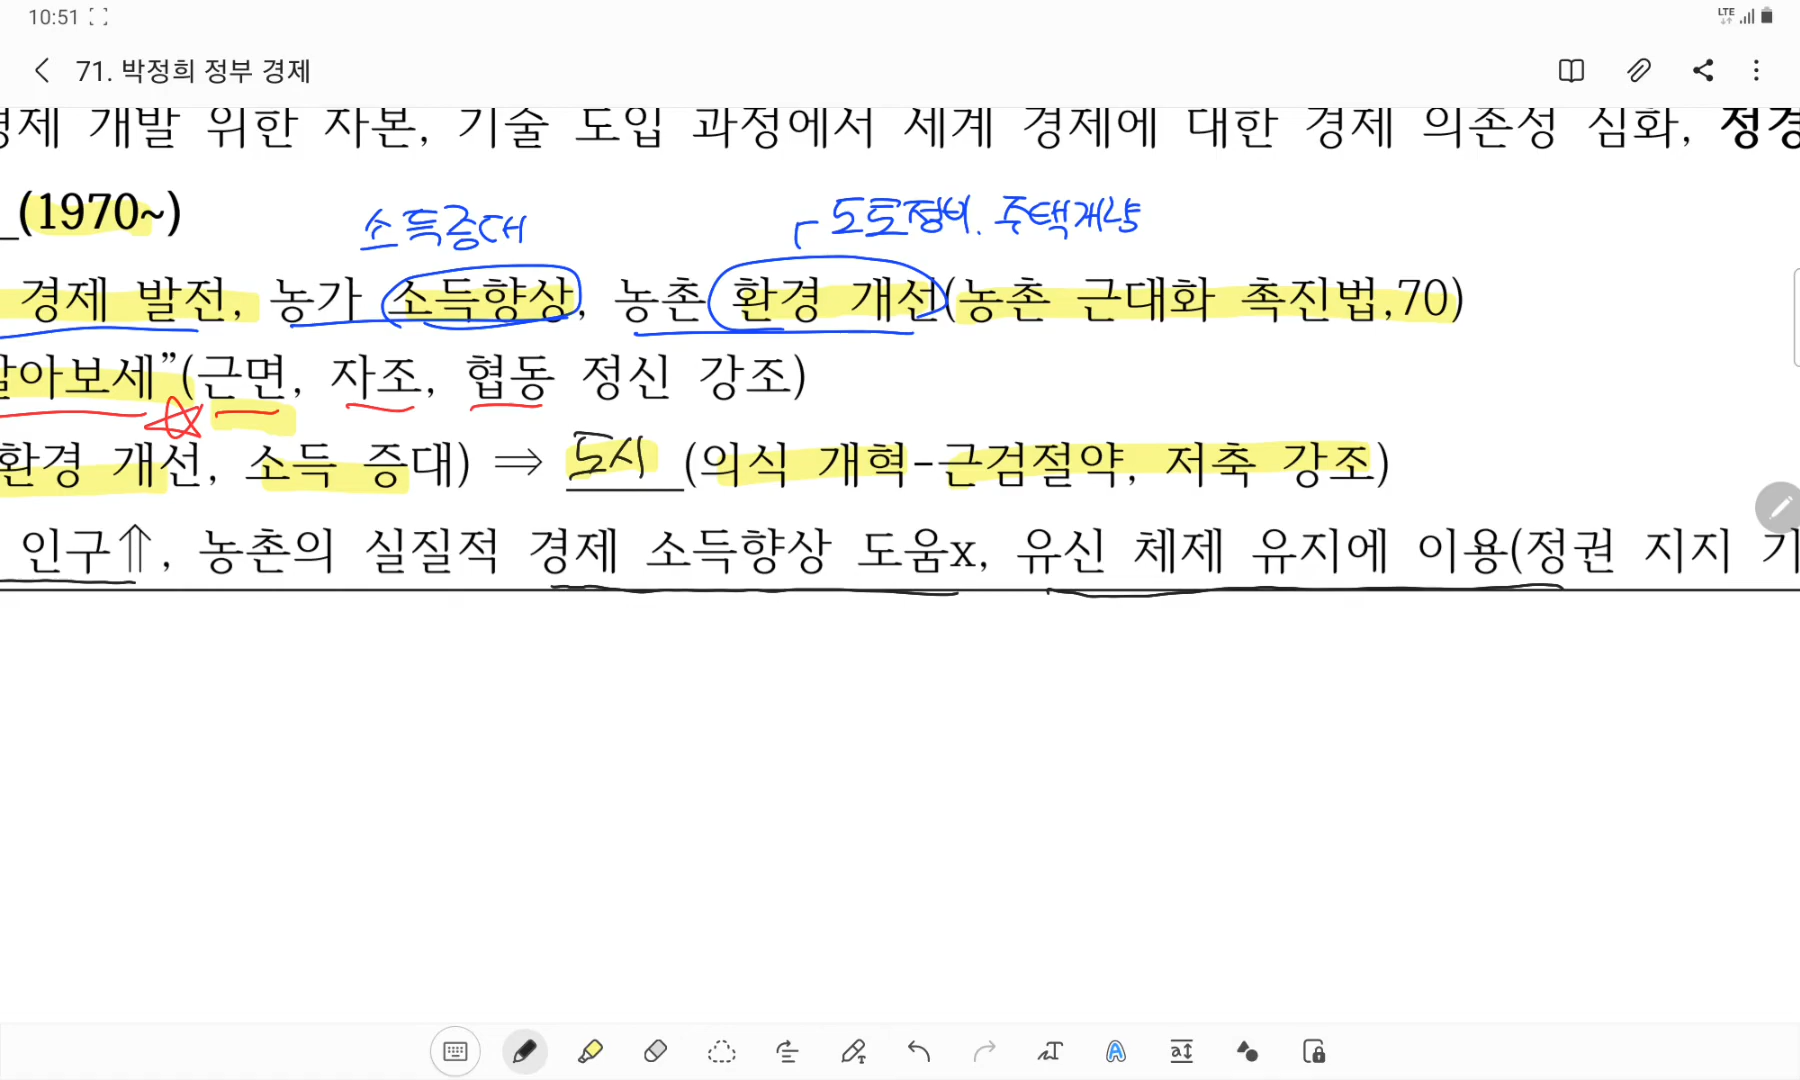 10:51
LTE
71. 박정희 정부 경제
경제 개발 위한 자본, 기술 도입 과정에서 세계 경제에 대한 경제 의존성 심화, 정경
_(1970~)
소득증대
도로정비. 주택개량
경제 발전, 농가 소득향상, 농촌 환경 개선(농촌 근대화 촉진법,70)
살아보세”(근면, 자조, 협동 정신 강조)
환경 개선, 소득 증대) ⇒ 도시 (의식 개혁-근검절약, 저축 강조)
인구⇑, 농촌의 실질적 경제 소득향상 도움x, 유신 체제 유지에 이용(정권 지지 기